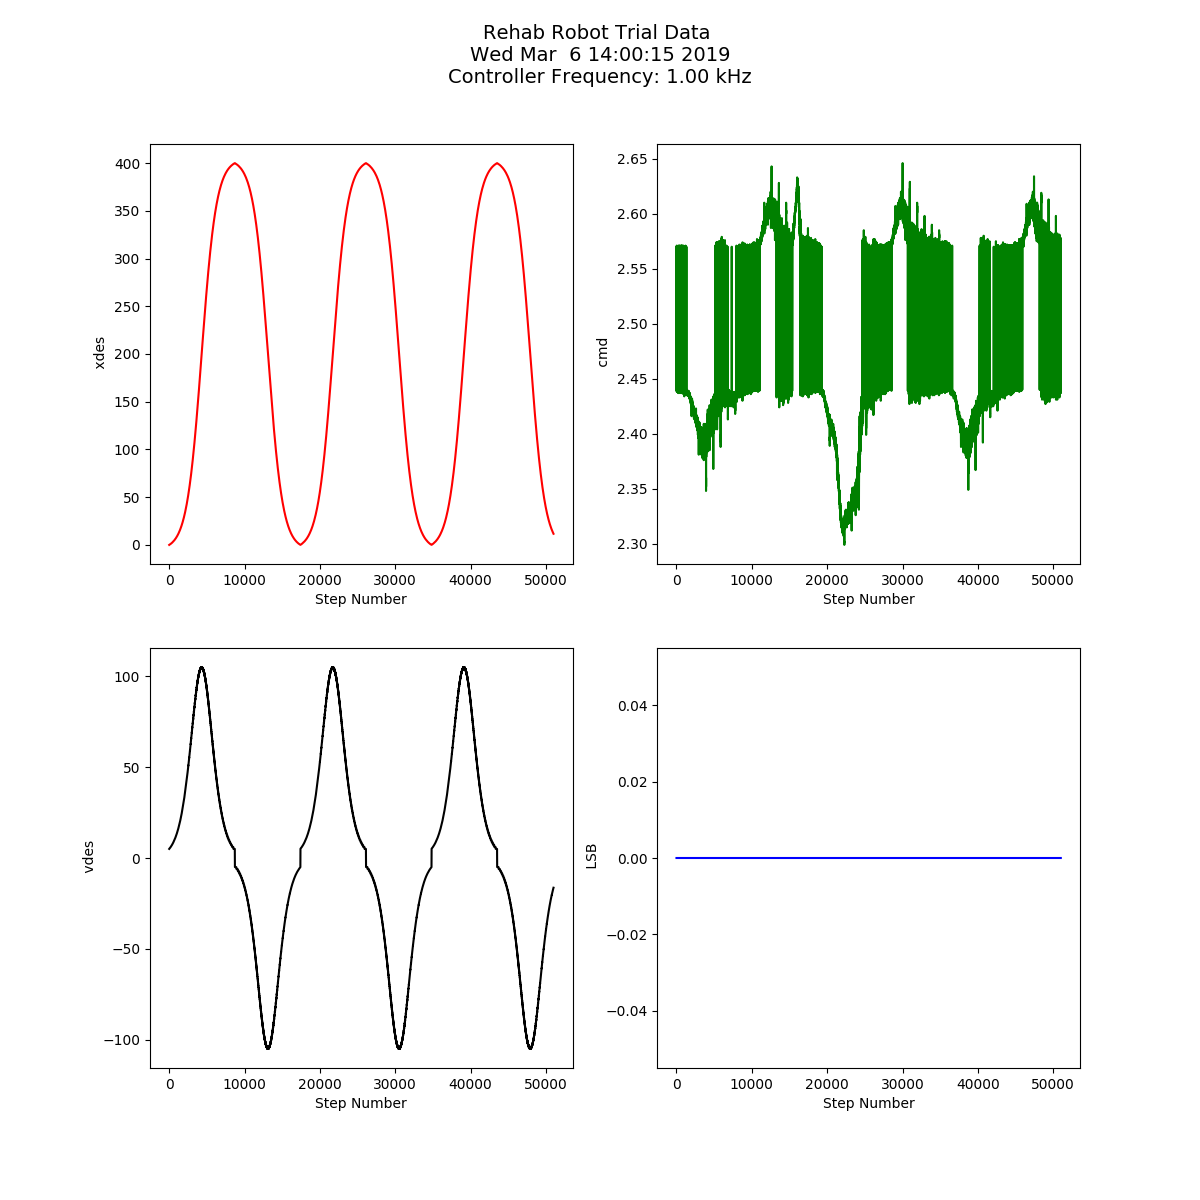 Rehab Robot Trial Data
Wed Mar  6 14:00:15 2019
Controller Frequency: 1.00 kHz
400
350
300
250
200
150
100
50
0
xdes
0 10000 20000 30000 40000 50000
Step Number
2.65
2.60
2.55
2.50
2.45
2.40
2.35
2.30
cmd
0 10000 20000 30000 40000 50000
Step Number
100
50
0
−50
−100
vdes
0 10000 20000 30000 40000 50000
Step Number
0.04
0.02
0.00
−0.02
−0.04
LSB
0 10000 20000 30000 40000 50000
Step Number